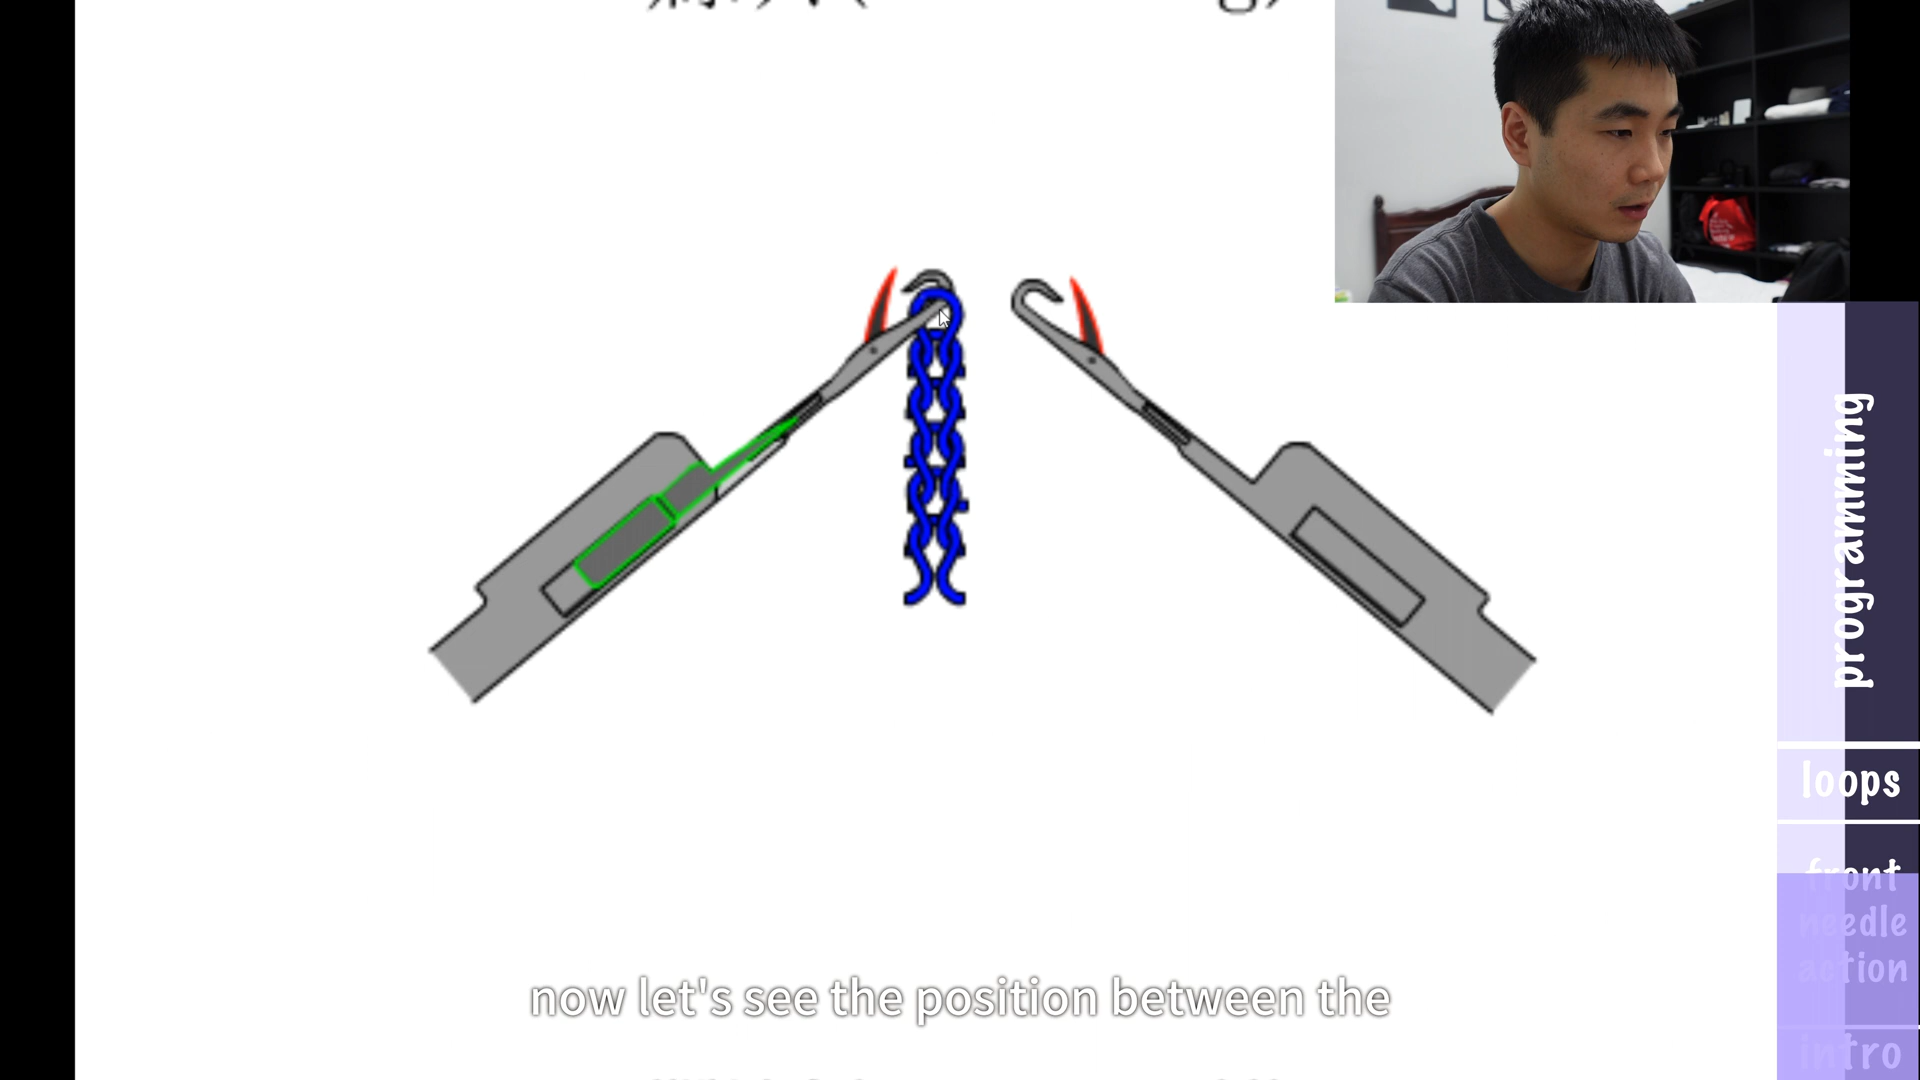 programming
loops
front
needle
action
intro
now let's see the position between the